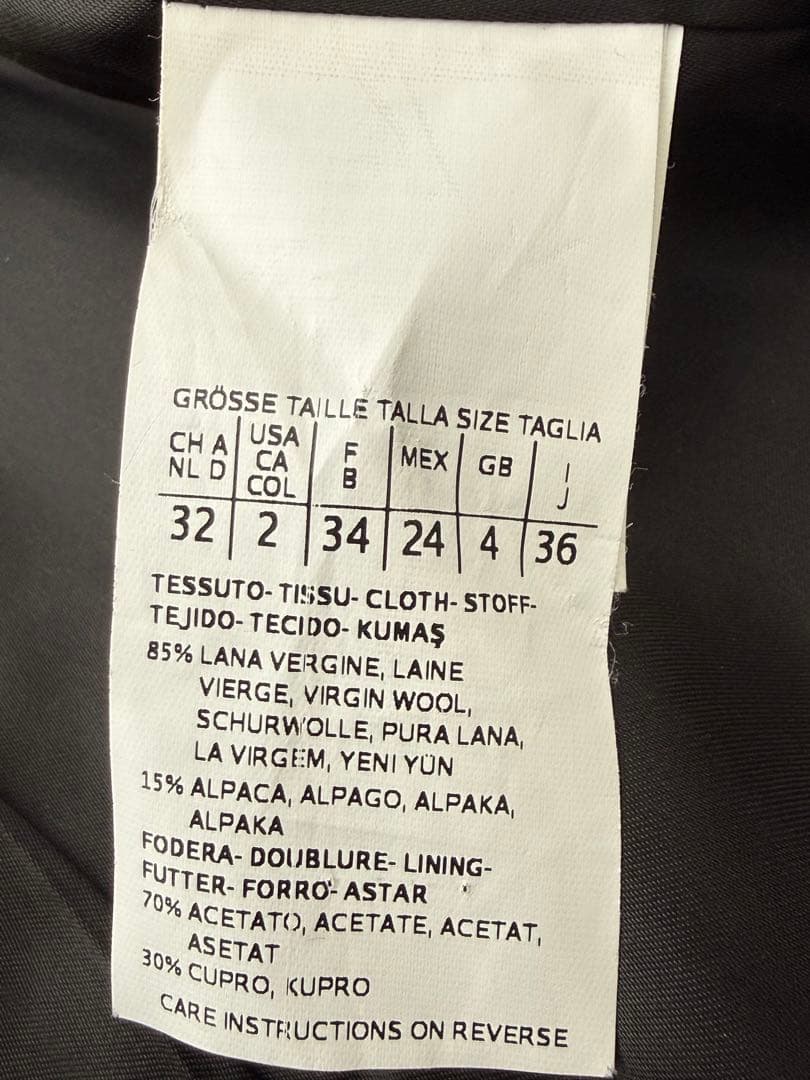 GRÖSSE TAILLE TALLA SIZE TAGLIA
CH A NL D | USA CA COL | F B | MEX | GB | I J
32 | 2 | 34 | 24 | 4 | 36
TESSUTO- TISSU- CLOTH- STOFF-
TEJIDO- TECIDO- KUMAŞ
85% LANA VERGINE, LAINE
VIERGE, VIRGIN WOOL,
SCHURWOLLE, PURA LANA,
LA VIRGEM, YENI YÜN
15% ALPACA, ALPAGO, ALPAKA,
ALPAKA
FODERA- DOUBLURE- LINING-
FUTTER- FORRO- ASTAR
70% ACETATO, ACETATE, ACETAT,
ASETAT
30% CUPRO, KUPRO
CARE INSTRUCTIONS ON REVERSE